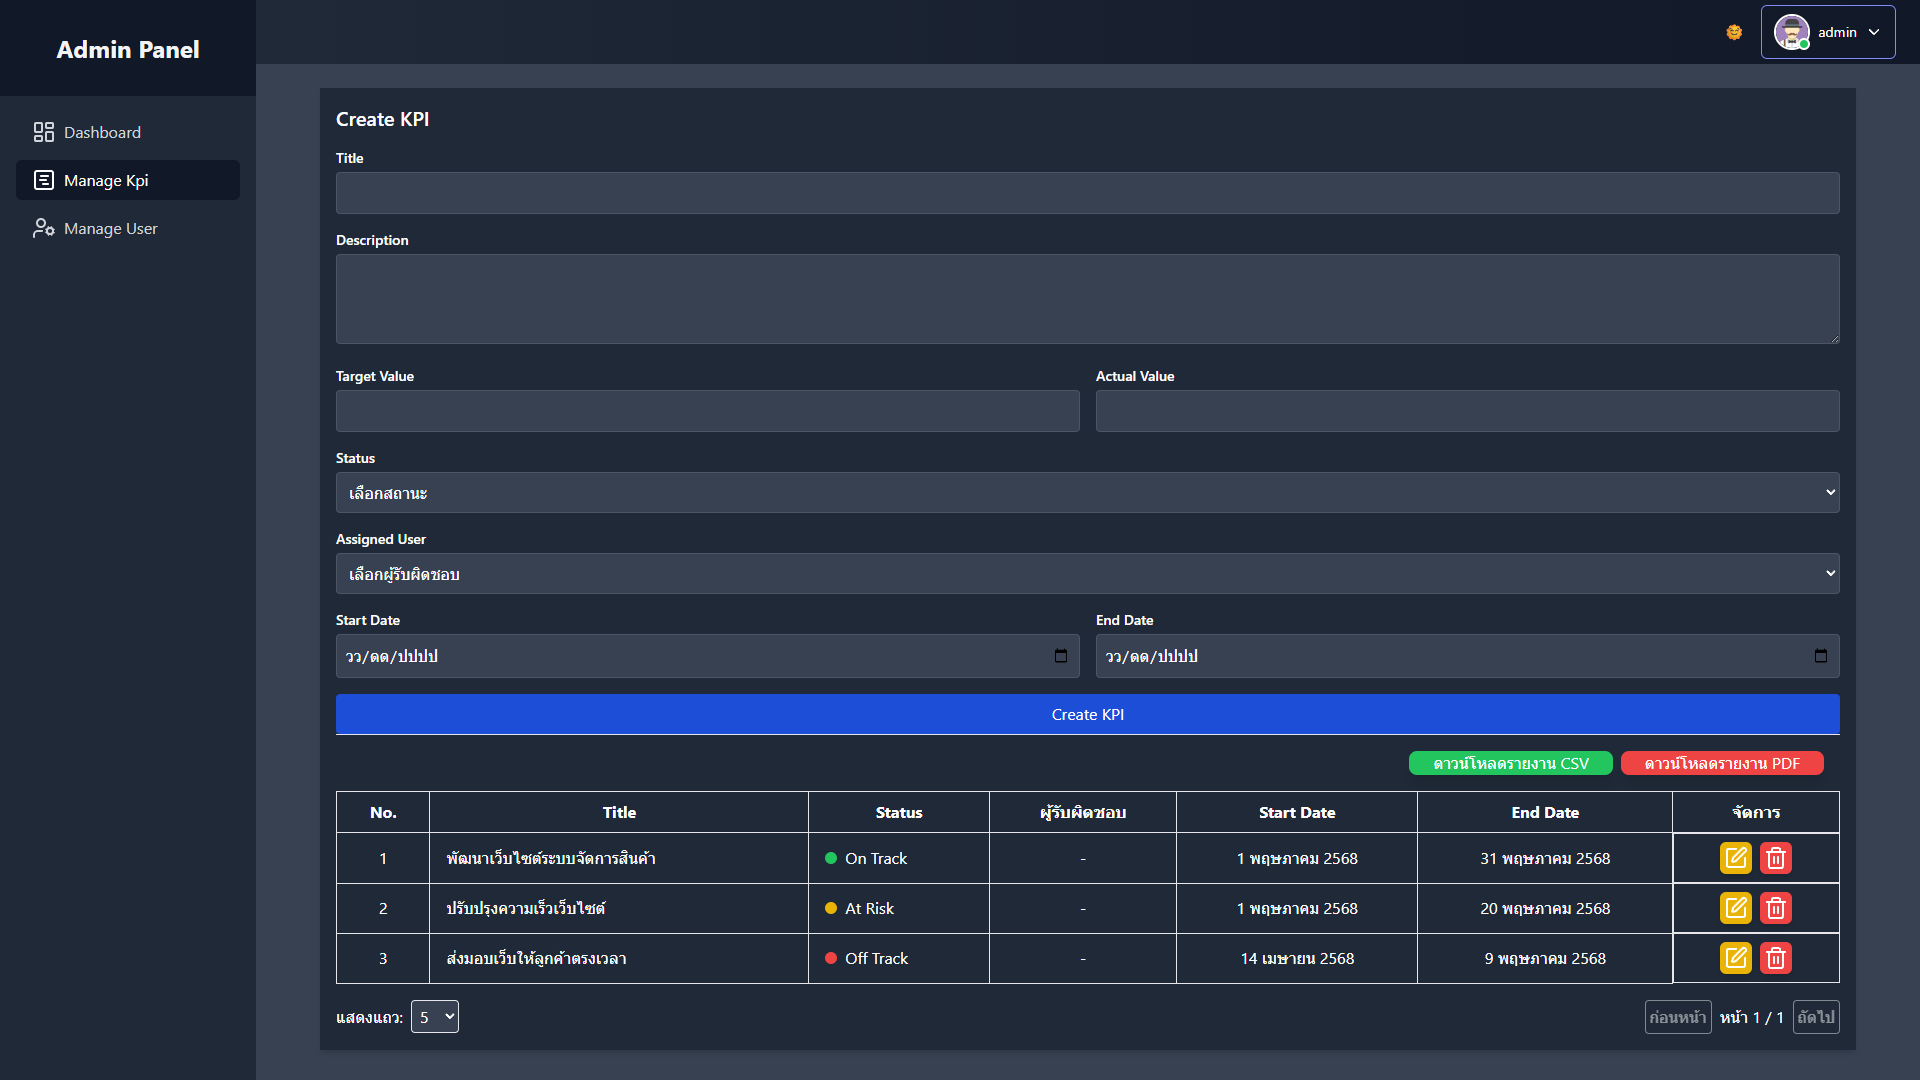 Admin Panel
admin
Dashboard
Manage Kpi
Manage User
Create KPI
Title
Description
Target Value
Actual Value
Status
เลือกสถานะ
Assigned User
เลือกผู้รับผิดชอบ
Start Date
End Date
วว/ดด/ปปปป
วว/ดด/ปปปป
Create KPI
ดาวน์โหลดรายงาน CSV
ดาวน์โหลดรายงาน PDF
No. Title Status ผู้รับผิดชอบ Start Date End Date จัดการ
1 พัฒนาเว็บไซต์ระบบจัดการสินค้า On Track - 1 พฤษภาคม 2568 31 พฤษภาคม 2568
2 ปรับปรุงความเร็วเว็บไซต์ At Risk - 1 พฤษภาคม 2568 20 พฤษภาคม 2568
3 ส่งมอบเว็บให้ลูกค้าตรงเวลา Off Track - 14 เมษายน 2568 9 พฤษภาคม 2568
แสดงแถว: 5
ก่อนหน้า หน้า 1 / 1 ถัดไป